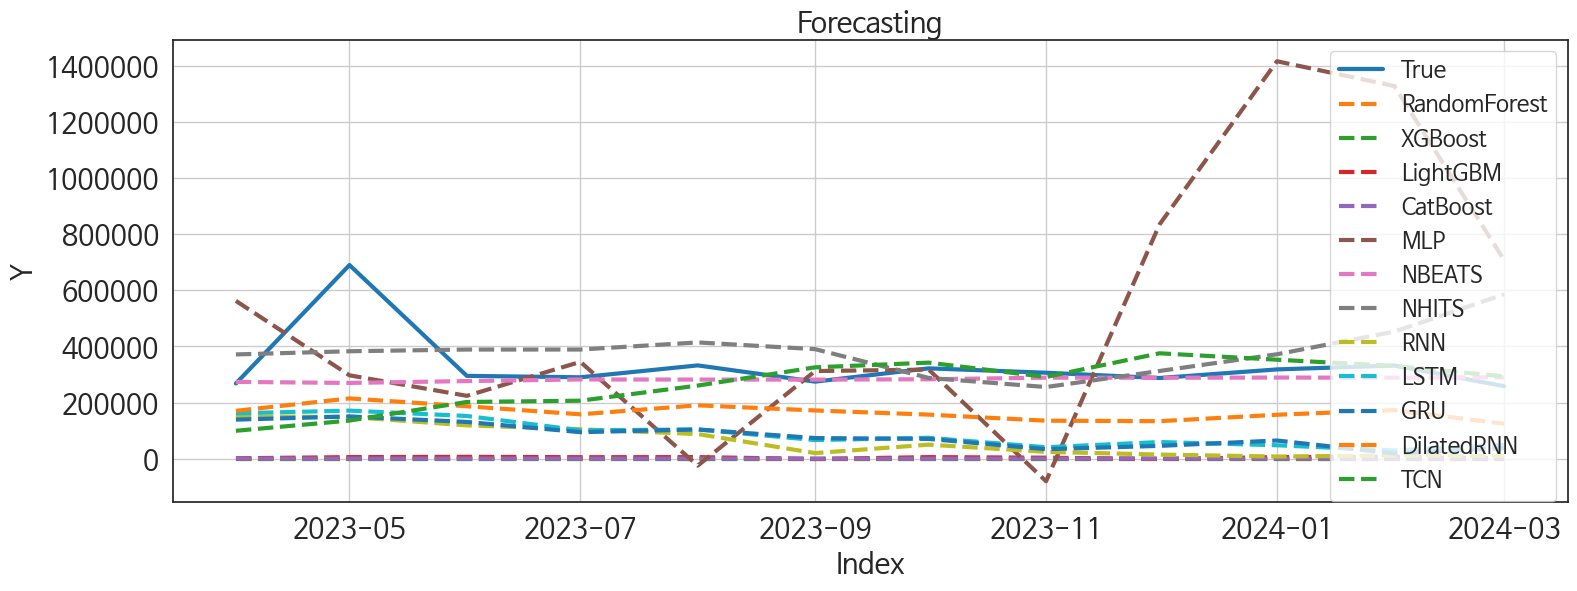 Forecasting
Y
1400000
1200000
1000000
800000
600000
400000
200000
0
True
RandomForest
XGBoost
LightGBM
CatBoost
MLP
NBEATS
NHITS
RNN
LSTM
GRU
DilatedRNN
TCN
2023-05 2023-07 2023-09 2023-11 2024-01 2024-03
Index